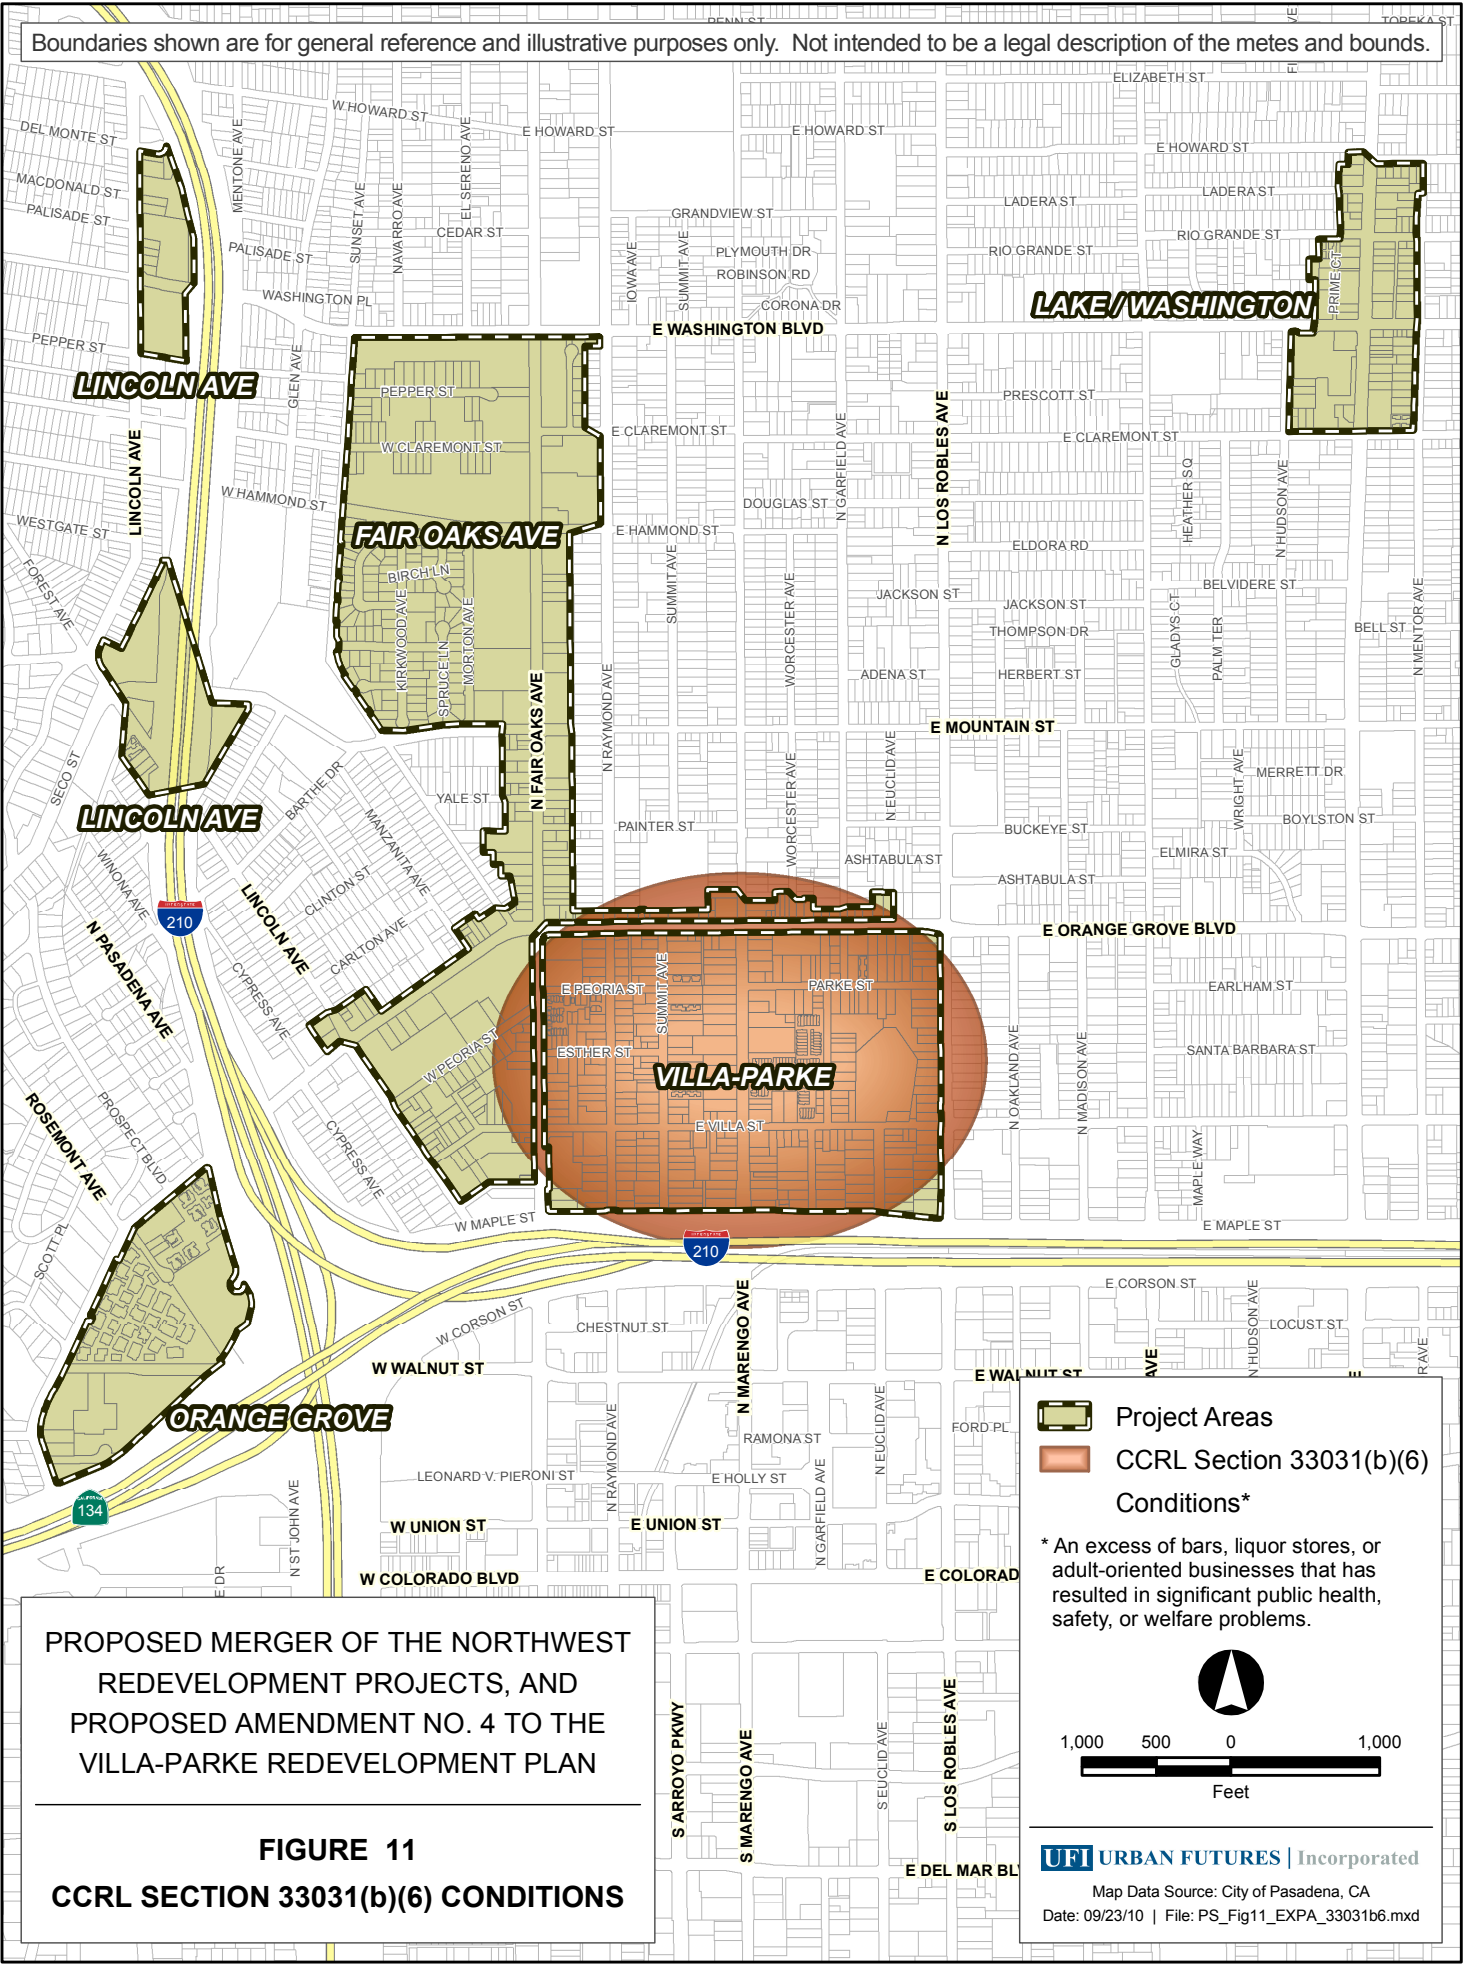 PENN ST
TOPEKA ST
Boundaries shown are for general reference and illustrative purposes only. Not intended to be a legal description of the metes and bounds.
ELIZABETH ST
W HOWARD ST
DEL MONTE ST
MENTONE AVE
EL SERENO AVE
E HOWARD ST
E HOWARD ST
E HOWARD ST
MACDONALD ST
PALISADE ST
SUNSET AVE
NAVARRO AVE
CEDAR ST
GRANDVIEW ST
LADERA ST
LADERA ST
PALISADE ST
IOWA AVE
SUMMIT AVE
PLYMOUTH DR
ROBINSON RD
CORONA DR
RIO GRANDE ST
RIO GRANDE ST
PRIME CT
WASHINGTON PL
LAKE / WASHINGTON
E WASHINGTON BLVD
PEPPER ST
LINCOLN AVE
GLEN AVE
PEPPER ST
PRESCOTT ST
W CLAREMONT ST
E CLAREMONT ST
E CLAREMONT ST
LINCOLN AVE
N GARFIELD AVE
N LOS ROBLES AVE
HEATHER SQ
N HUDSON AVE
W HAMMOND ST
DOUGLAS ST
WESTGATE ST
FAIR OAKS AVE
E HAMMOND ST
ELDORA RD
FOREST AVE
BIRCH LN
KIRKWOOD AVE
SPRUCE LN
MORTON AVE
SUMMIT AVE
WORCESTER AVE
JACKSON ST
JACKSON ST
THOMPSON DR
BELVIDERE ST
GLADYS CT
PALM TER
BELL ST
N MENTOR AVE
N RAYMOND AVE
ADENA ST
HERBERT ST
N FAIR OAKS AVE
E MOUNTAIN ST
SECO ST
BARTHE DR
YALE ST
MANZANITA AVE
N EUCLID AVE
WORCESTER AVE
WRIGHT AVE
MERRETT DR
LINCOLN AVE
PAINTER ST
BUCKEYE ST
BOYLSTON ST
WINONA AVE
ASHTABULA ST
ELMIRA ST
ASHTABULA ST
CLINTON ST
LINCOLN AVE
INTERSTATE
210
CARLTON AVE
N PASADENA AVE
CYPRESS AVE
E ORANGE GROVE BLVD
E PEORIA ST
SUMMIT AVE
PARKE ST
EARLHAM ST
W PEORIA ST
ESTHER ST
N OAKLAND AVE
N MADISON AVE
SANTA BARBARA ST
VILLA-PARKE
ROSEMONT AVE
PROSPECT BLVD
CYPRESS AVE
E VILLA ST
MAPLE WAY
SCOTT PL
W MAPLE ST
E MAPLE ST
INTERSTATE
210
E CORSON ST
W CORSON ST
CHESTNUT ST
N MARENGO AVE
N HUDSON AVE
LOCUST ST
W WALNUT ST
E WALNUT ST
AVE
R AVE
ORANGE GROVE
N RAYMOND AVE
RAMONA ST
N EUCLID AVE
FORD PL
LEONARD V. PIERONI ST
E HOLLY ST
N GARFIELD AVE
CALIFORNIA
134
N ST JOHN AVE
W UNION ST
E UNION ST
E DR
W COLORADO BLVD
E COLORAD
S ARROYO PKWY
S MARENGO AVE
S EUCLID AVE
S LOS ROBLES AVE
E DEL MAR BLV
Project Areas
CCRL Section 33031(b)(6)
Conditions*
* An excess of bars, liquor stores, or
adult-oriented businesses that has
resulted in significant public health,
safety, or welfare problems.
1,000 500 0 1,000
Feet
UFI URBAN FUTURES | Incorporated
Map Data Source: City of Pasadena, CA
Date: 09/23/10 | File: PS_Fig11_EXPA_33031b6.mxd
PROPOSED MERGER OF THE NORTHWEST
REDEVELOPMENT PROJECTS, AND
PROPOSED AMENDMENT NO. 4 TO THE
VILLA-PARKE REDEVELOPMENT PLAN
FIGURE 11
CCRL SECTION 33031(b)(6) CONDITIONS